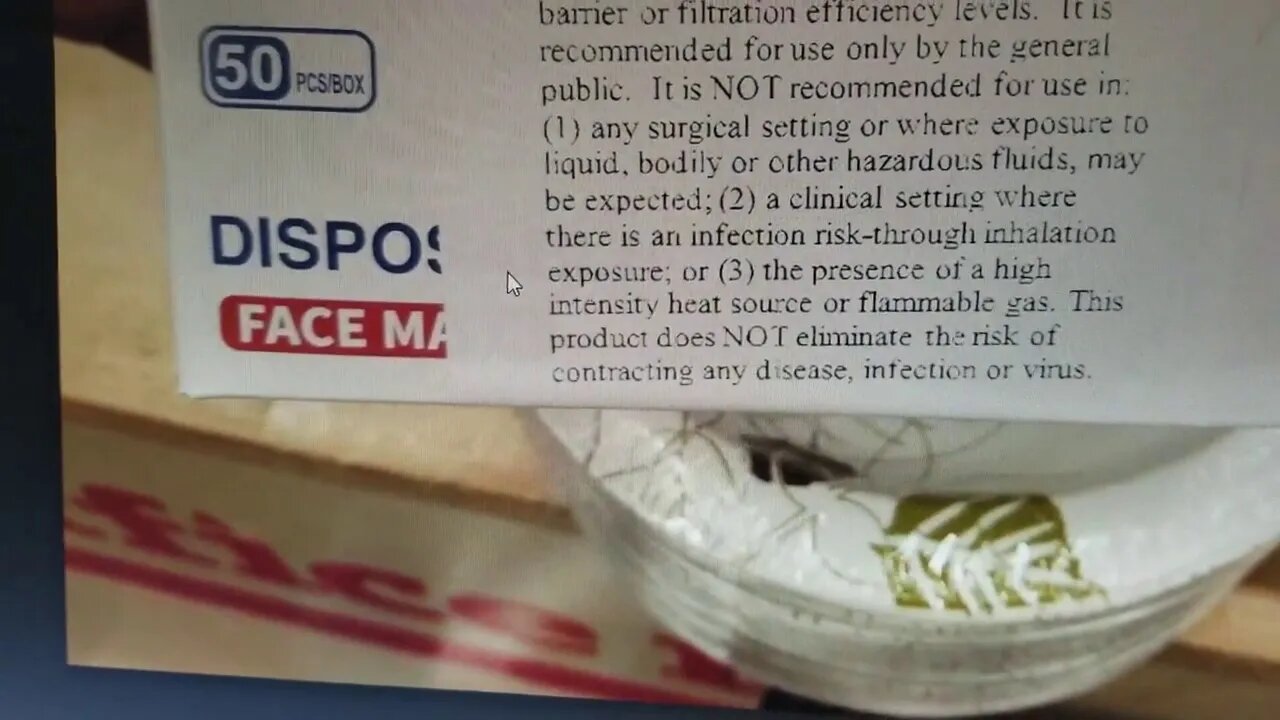 50 PCS/BOX
DISPOS
FACE MA
barrier or filtration efficiency levels. It is
recommended for use only by the general
public. It is NOT recommended for use in:
(1) any surgical setting or where exposure to
liquid, bodily or other hazardous fluids, may
be expected; (2) a clinical setting where
there is an infection risk-through inhalation
exposure; or (3) the presence of a high
intensity heat source or flammable gas. This
product does NOT eliminate the risk of
contracting any disease, infection or virus.